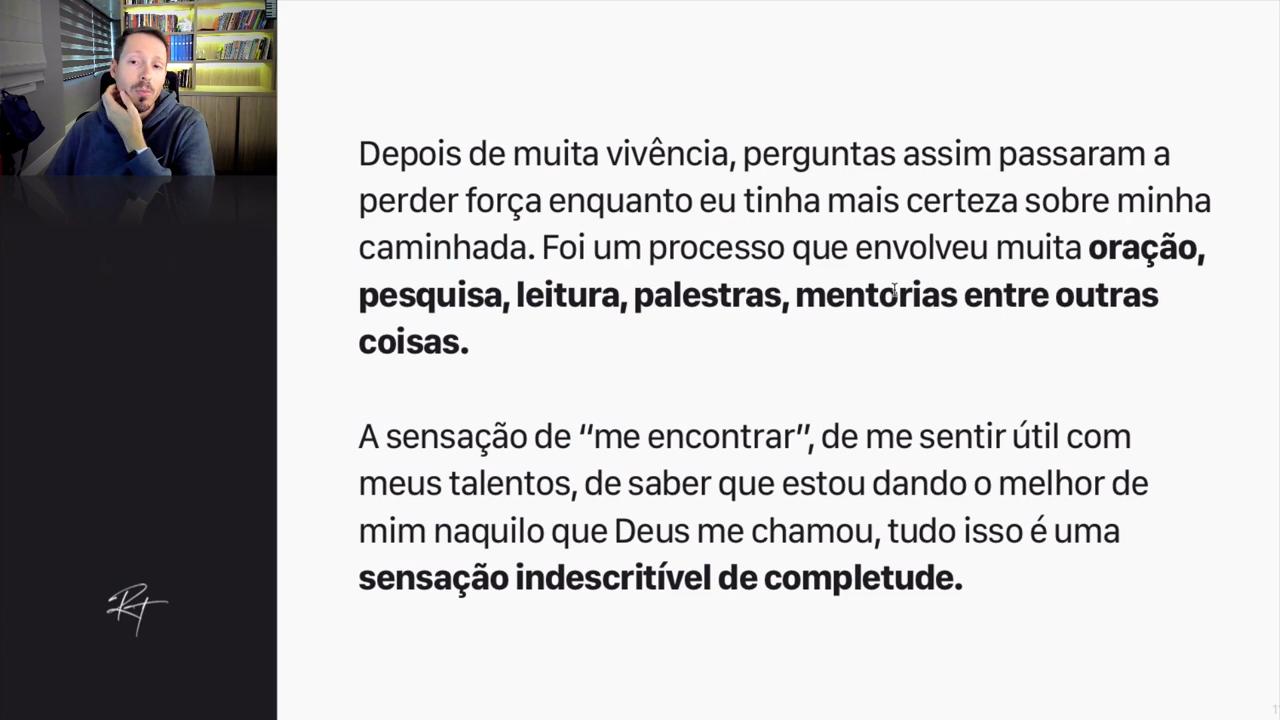 Depois de muita vivência, perguntas assim passaram a
perder força enquanto eu tinha mais certeza sobre minha
caminhada. Foi um processo que envolveu muita oração,
pesquisa, leitura, palestras, mentorias entre outras
coisas.
A sensação de “me encontrar”, de me sentir útil com
meus talentos, de saber que estou dando o melhor de
mim naquilo que Deus me chamou, tudo isso é uma
sensação indescritível de completude.
RT